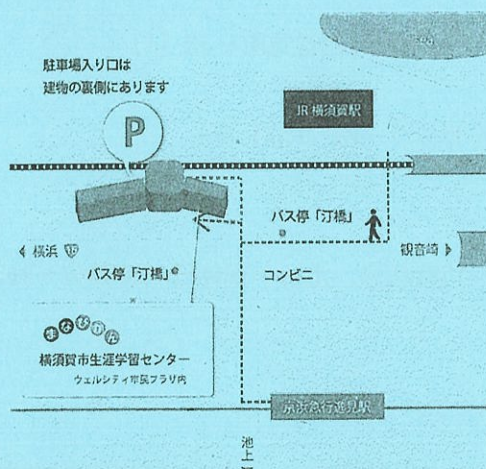 駐車場入り口は
建物の裏側にあります
P
JR 横須賀駅
バス停「汀橋」
横浜
観音崎
バス停「汀橋」
コンビニ
まなびかん
横須賀市生涯学習センター
ウェルシティ市民プラザ内
京浜急行逸見駅
池上